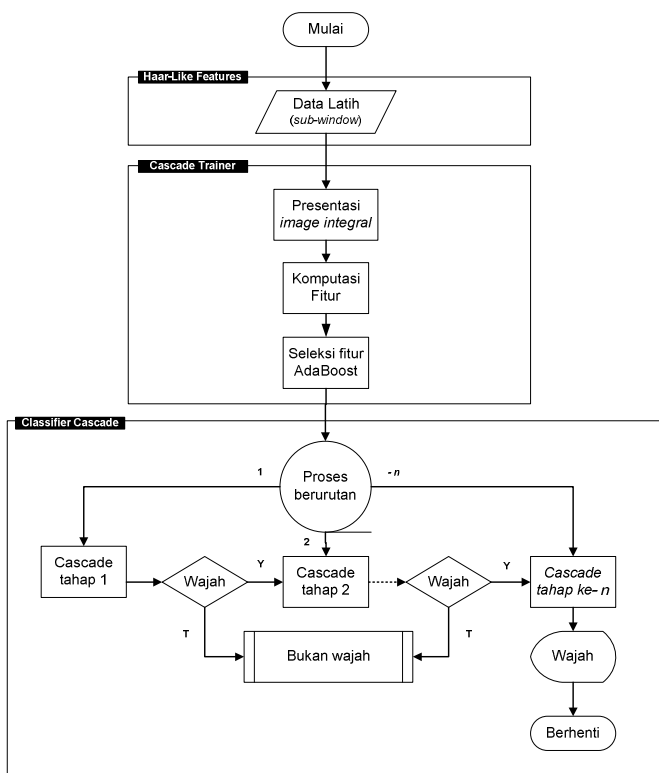 Mulai
Haar-Like Features
Data Latih
(sub-window)
Cascade Trainer
Presentasi
image integral
Komputasi
Fitur
Seleksi fitur
AdaBoost
Classifier Cascade
Proses
berurutan
1
- n
2
Cascade
tahap 1
Wajah
Y
Cascade
tahap 2
Wajah
Y
Cascade
tahap ke- n
T
T
Bukan wajah
Wajah
Berhenti